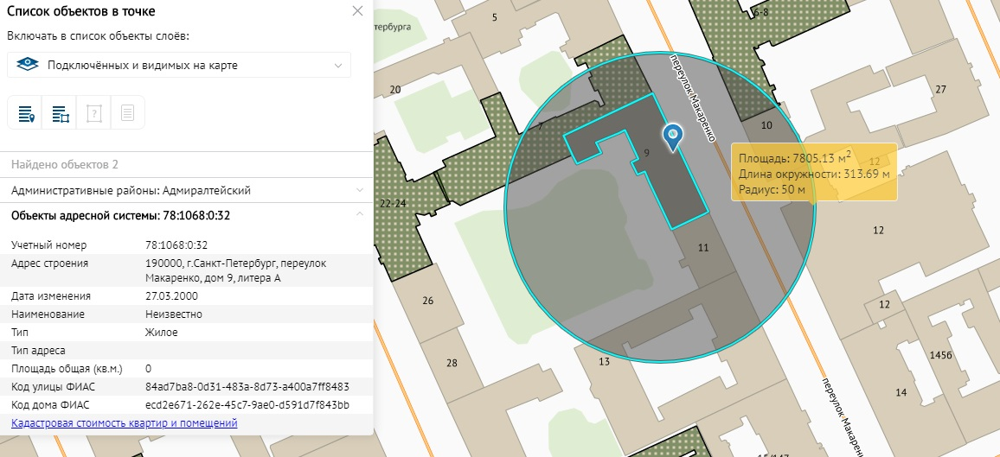 Список объектов в точке
Включать в список объекты слоёв:
Подключённых и видимых на карте
Найдено объектов 2
Административные районы: Адмиралтейский
Объекты адресной системы: 78:1068:0:32
Учетный номер 78:1068:0:32
Адрес строения 190000, г.Санкт-Петербург, переулок
Макаренко, дом 9, литера А
Дата изменения 27.03.2000
Наименование Неизвестно
Тип Жилое
Тип адреса
Площадь общая (кв.м.) 0
Код улицы ФИАС 84ad7ba8-0d31-483a-8d73-a400a7ff8483
Код дома ФИАС ecd2e671-262e-45c7-9ae0-d591d7f843bb
Кадастровая стоимость квартир и помещений
тербурга
5
6-8
20
переулок Макаренко
27
7
10
9
Площадь: 7805.13 м2
Длина окружности: 313.69 м
Радиус: 50 м
12
22-24
12
11
26
12
28
13
1456
14
переулок Макаренко
15/147